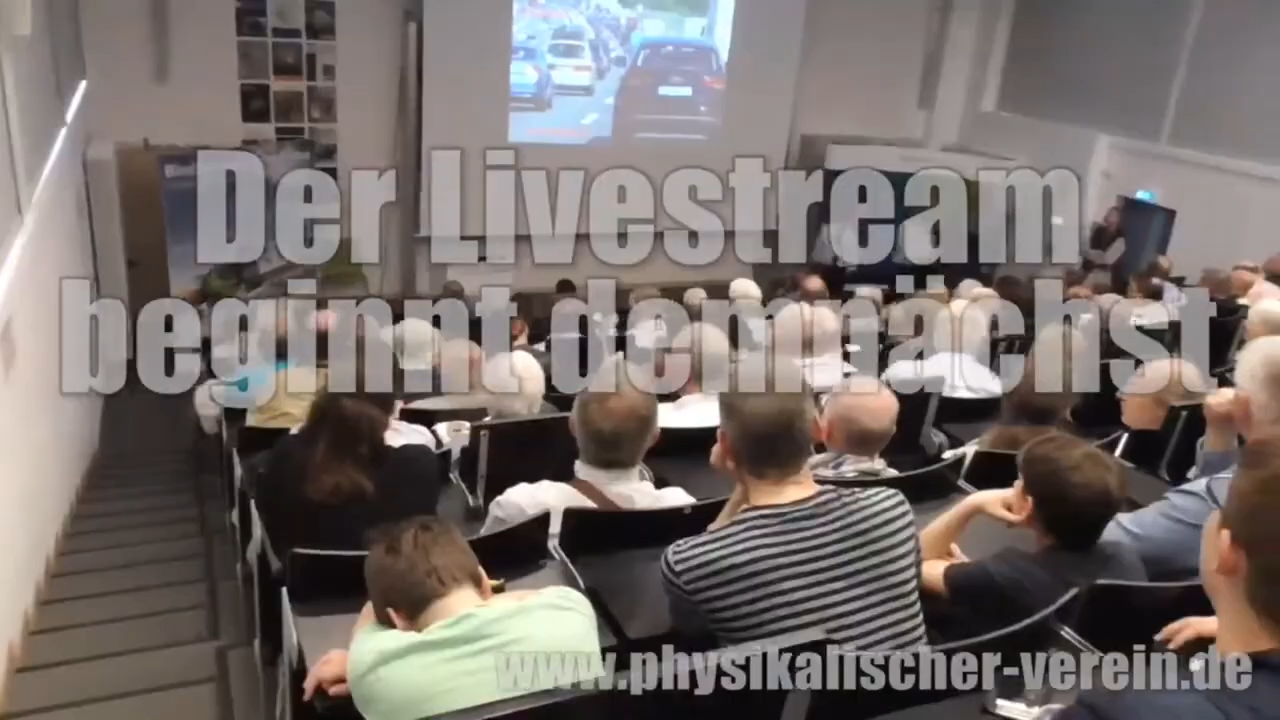 Der Livestream
beginnt demnächst
www.physikalischer-verein.de